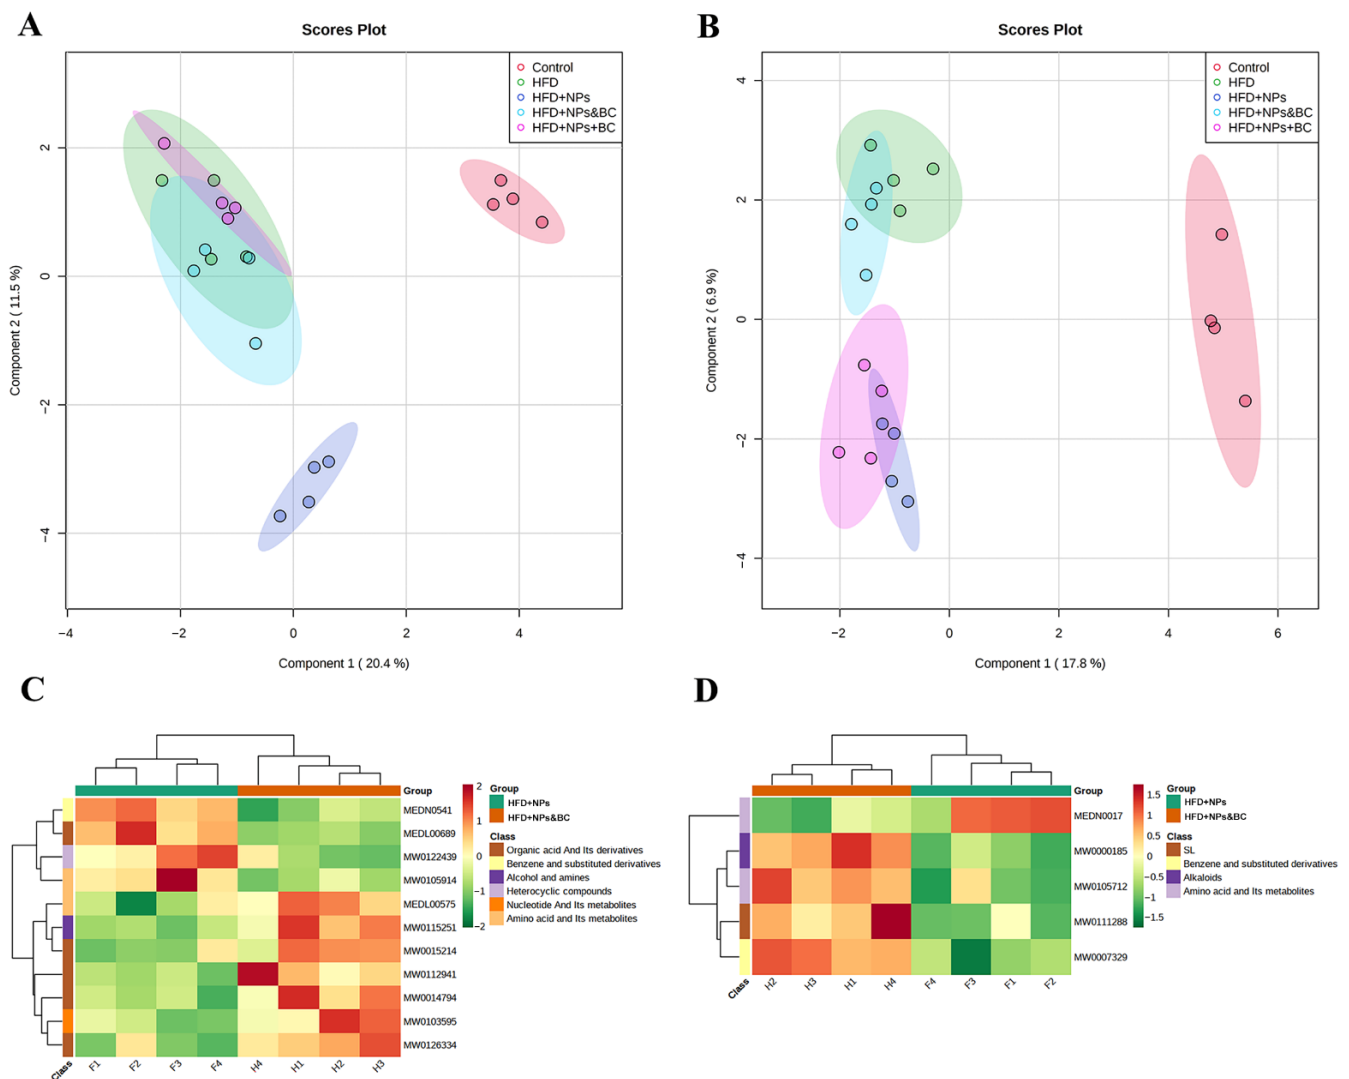 A
Scores Plot
Control
HFD
HFD+NPs
HFD+NPs&BC
HFD+NPs+BC
2
0
−2
−4
Component 2 ( 11.5 %)
−4 −2 0 2 4
Component 1 ( 20.4 %)
B
Scores Plot
Control
HFD
HFD+NPs
HFD+NPs&BC
HFD+NPs+BC
4
2
0
−2
−4
Component 2 ( 6.9 %)
−2 0 2 4 6
Component 1 ( 17.8 %)
C
Group
MEDN0541
MEDL00689
MW0122439
MW0105914
MEDL00575
MW0115251
MW0015214
MW0112941
MW0014794
MW0103595
MW0126334
Class
F1 F2 F3 F4 H4 H1 H2 H3
2
1
0
−1
−2
Group
HFD+NPs
HFD+NPs&BC
Class
Organic acid And Its derivatives
Benzene and substituted derivatives
Alcohol and amines
Heterocyclic compounds
Nucleotide And Its metabolites
Amino acid and Its metabolites
D
Group
MEDN0017
MW0000185
MW0105712
MW0111288
MW0007329
Class
H2 H3 H1 H4 F4 F3 F1 F2
1.5
1
0.5
0
−0.5
−1
−1.5
Group
HFD+NPs
HFD+NPs&BC
Class
SL
Benzene and substituted derivatives
Alkaloids
Amino acid and Its metabolites